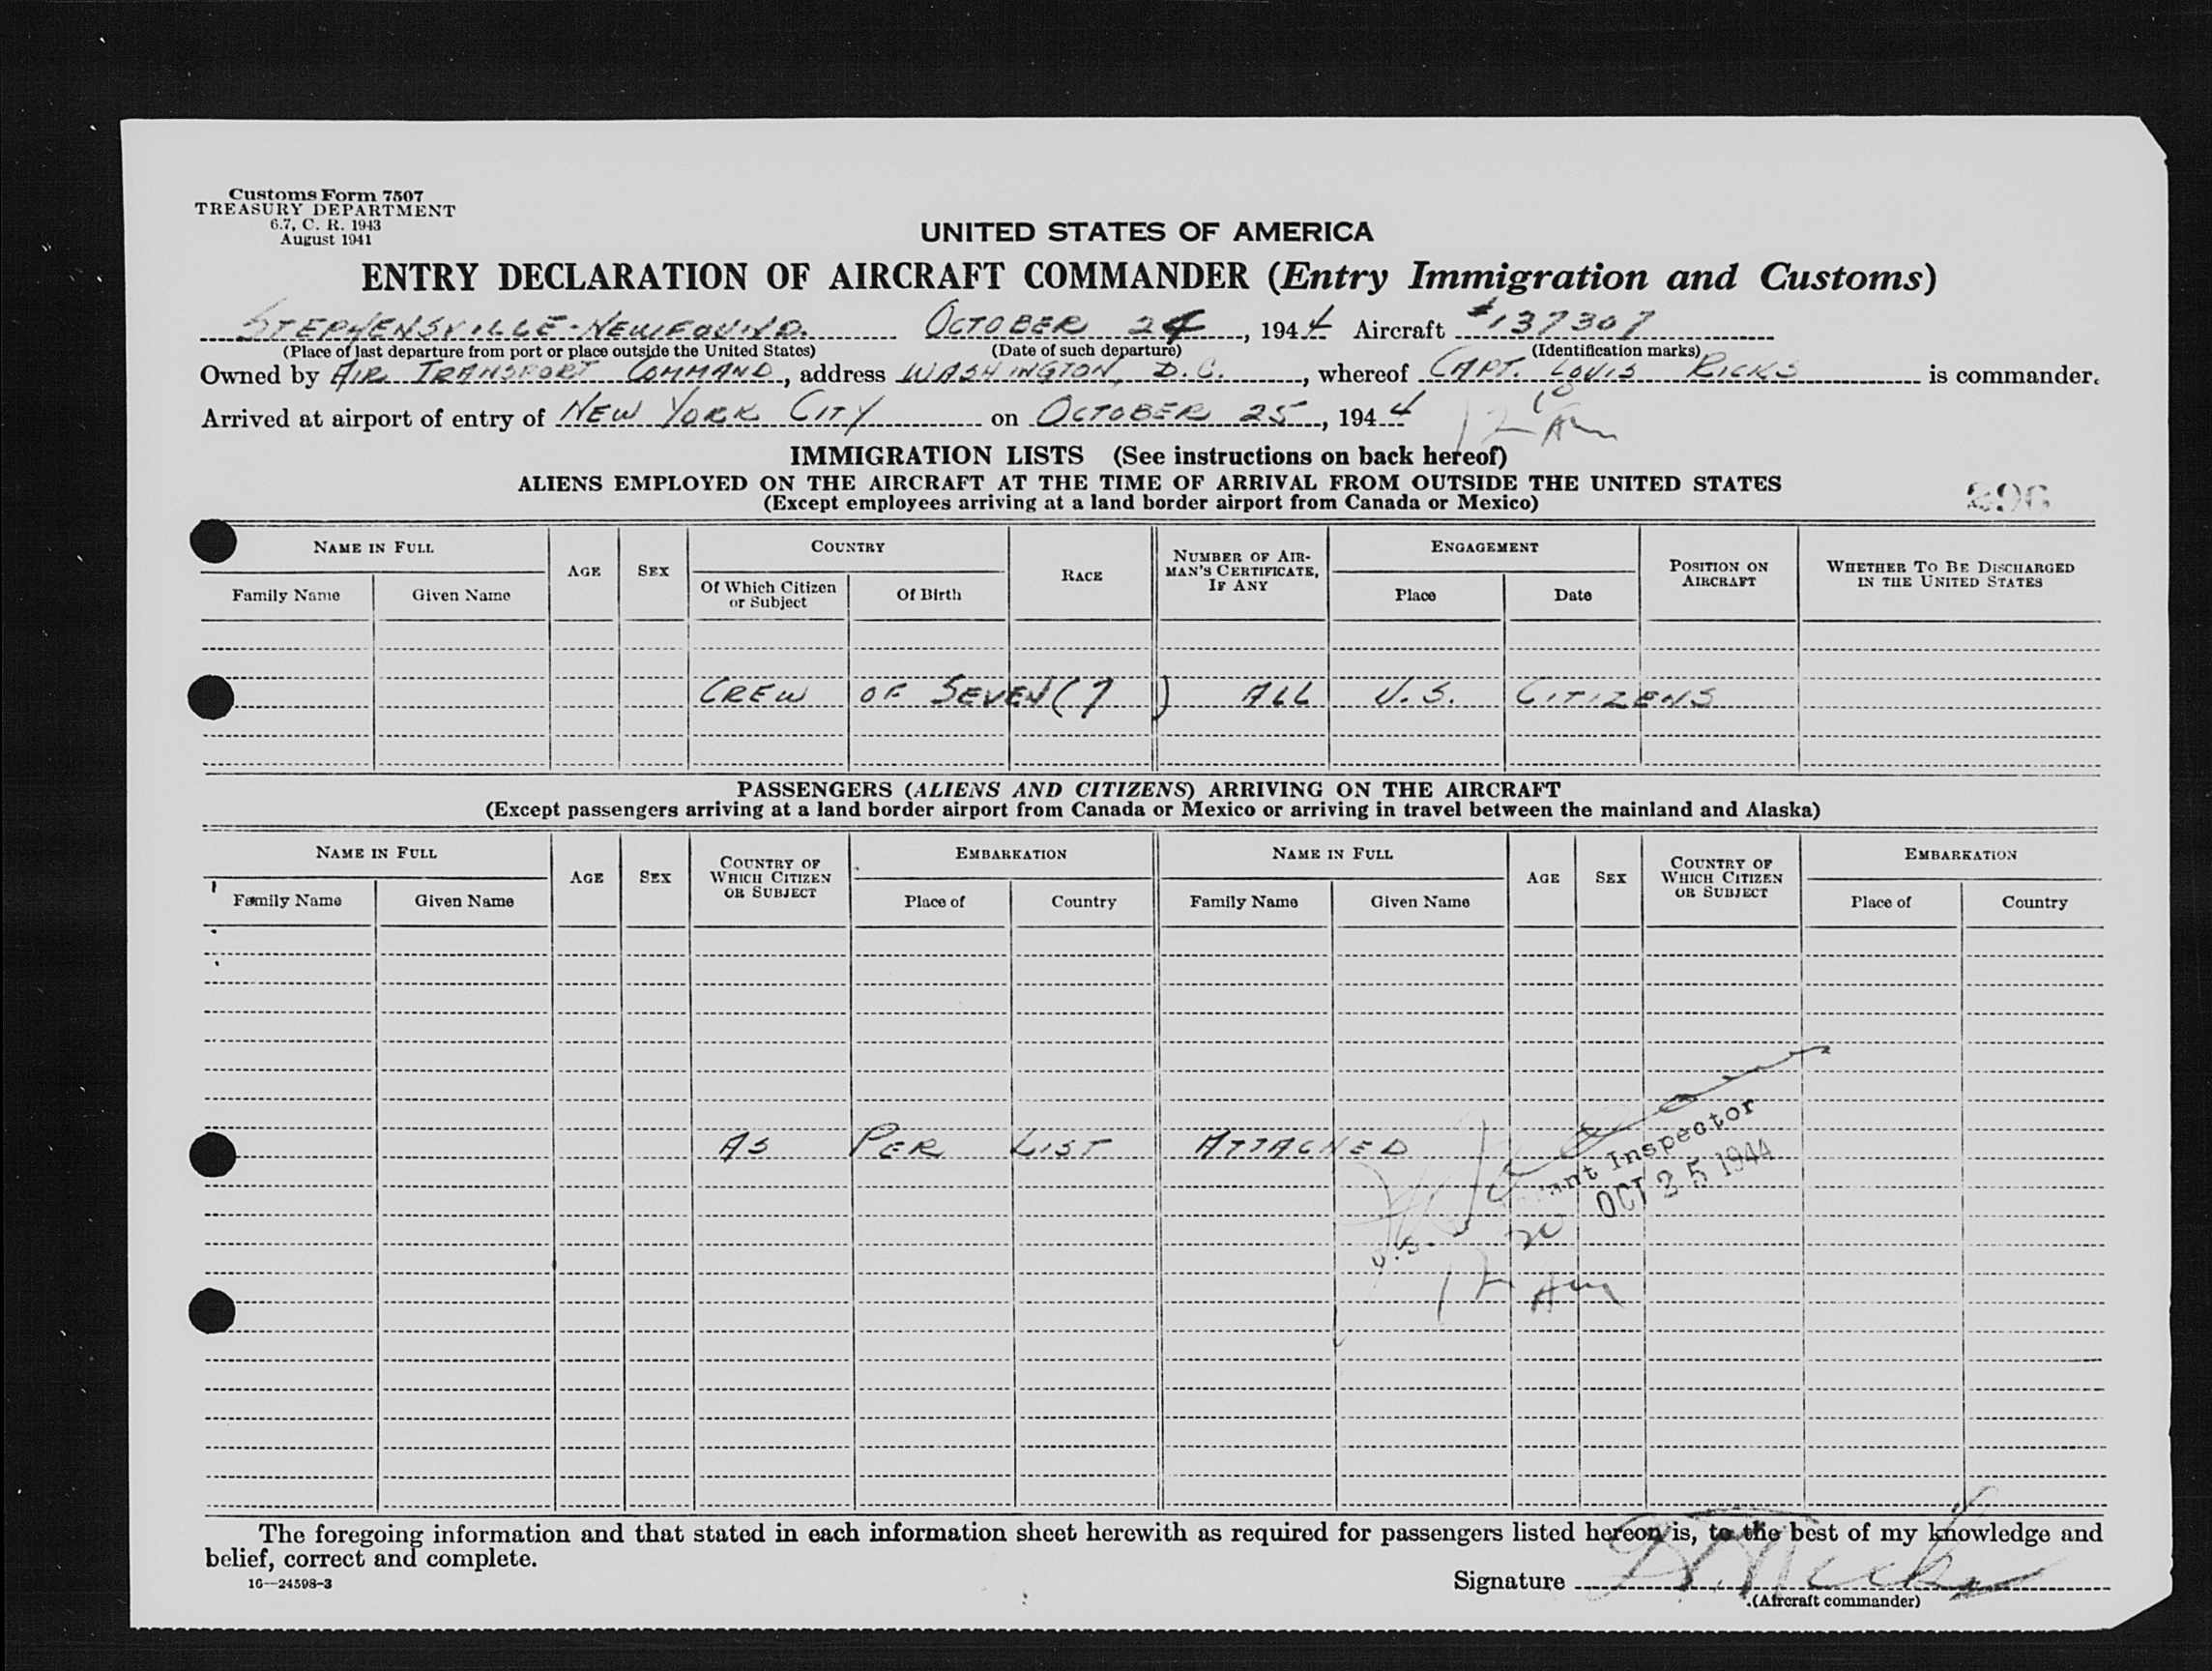 Customs Form 7507
TREASURY DEPARTMENT
6.7, C. R. 1943
August 1941
UNITED STATES OF AMERICA
ENTRY DECLARATION OF AIRCRAFT COMMANDER (Entry Immigration and Customs)
STEPHENSVILLE - NEWFOUND. OCTOBER 24, 1944 Aircraft #137307
(Place of last departure from port or place outside the United States) (Date of such departure) (Identification marks)
Owned by AIR TRANSPORT COMMAND, address WASHINGTON, D.C., whereof CAPT. LOUIS RICKS is commander.
Arrived at airport of entry of NEW YORK CITY on OCTOBER 25, 1944 12 10 AM
IMMIGRATION LISTS (See instructions on back hereof)
ALIENS EMPLOYED ON THE AIRCRAFT AT THE TIME OF ARRIVAL FROM OUTSIDE THE UNITED STATES
(Except employees arriving at a land border airport from Canada or Mexico)
396
NAME IN FULL AGE SEX COUNTRY RACE NUMBER OF AIRMAN'S CERTIFICATE, IF ANY ENGAGEMENT POSITION ON AIRCRAFT WHETHER TO BE DISCHARGED IN THE UNITED STATES
Family Name Given Name Of Which Citizen or Subject Of Birth Place Date
CREW OF SEVEN (7) ALL U.S. CITIZENS
PASSENGERS (ALIENS AND CITIZENS) ARRIVING ON THE AIRCRAFT
(Except passengers arriving at a land border airport from Canada or Mexico or arriving in travel between the mainland and Alaska)
NAME IN FULL AGE SEX COUNTRY OF WHICH CITIZEN OR SUBJECT EMBARKATION NAME IN FULL AGE SEX COUNTRY OF WHICH CITIZEN OR SUBJECT EMBARKATION
Family Name Given Name Place of Country Family Name Given Name Place of Country
AS PER LIST ATTACHED
U.S. Inspector
OCT 25 1944
12 20 AM
The foregoing information and that stated in each information sheet herewith as required for passengers listed hereon is, to the best of my knowledge and
belief, correct and complete.
16—24598-3
Signature
(Aircraft commander)